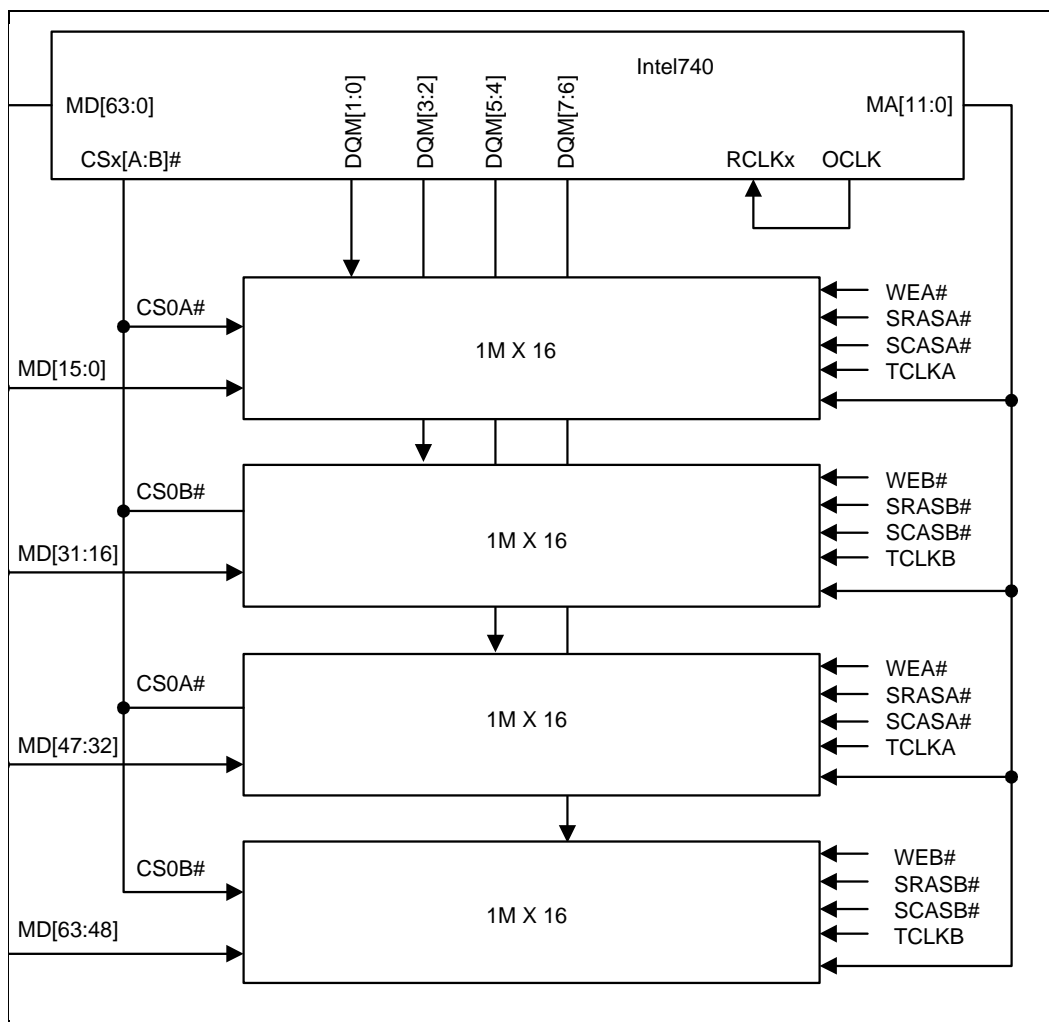 Intel740
MD[63:0]
DQM[1:0]
DQM[3:2]
DQM[5:4]
DQM[7:6]
MA[11:0]
CSx[A:B]#
RCLKx
OCLK
CS0A#
MD[15:0]
1M X 16
WEA#
SRASA#
SCASA#
TCLKA
CS0B#
MD[31:16]
1M X 16
WEB#
SRASB#
SCASB#
TCLKB
CS0A#
MD[47:32]
1M X 16
WEA#
SRASA#
SCASA#
TCLKA
CS0B#
MD[63:48]
1M X 16
WEB#
SRASB#
SCASB#
TCLKB